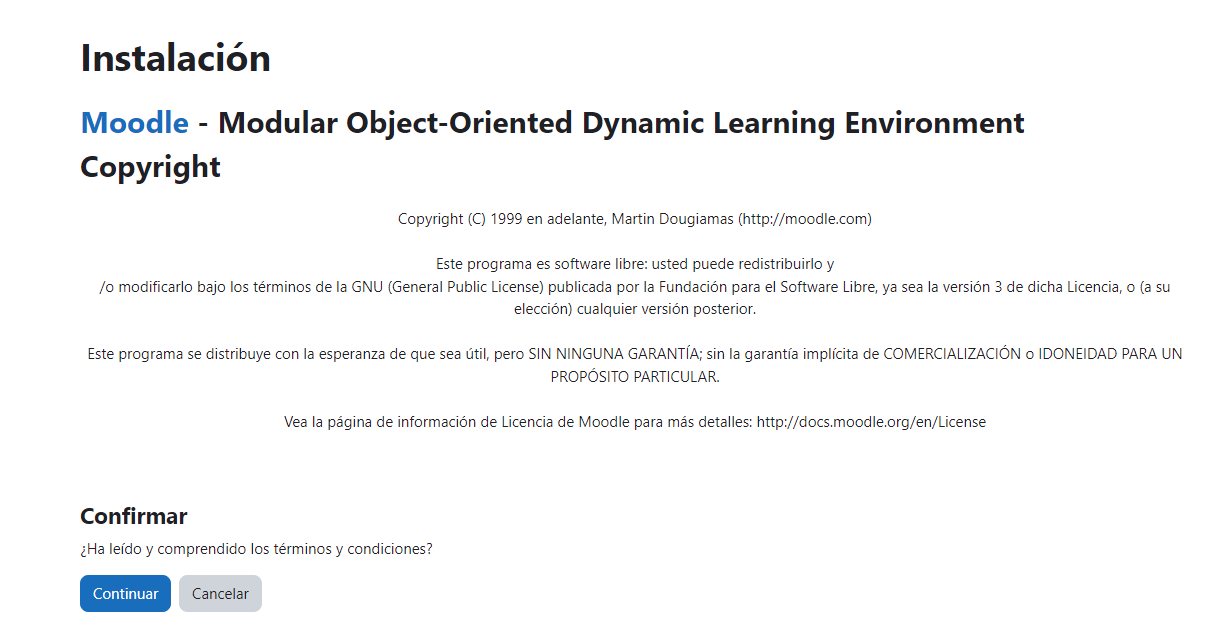 Instalación
Moodle - Modular Object-Oriented Dynamic Learning Environment
Copyright
Copyright (C) 1999 en adelante, Martin Dougiamas (http://moodle.com)
Este programa es software libre: usted puede redistribuirlo y
/o modificarlo bajo los términos de la GNU (General Public License) publicada por la Fundación para el Software Libre, ya sea la versión 3 de dicha Licencia, o (a su
elección) cualquier versión posterior.
Este programa se distribuye con la esperanza de que sea útil, pero SIN NINGUNA GARANTÍA; sin la garantía implícita de COMERCIALIZACIÓN o IDONEIDAD PARA UN
PROPÓSITO PARTICULAR.
Vea la página de información de Licencia de Moodle para más detalles: http://docs.moodle.org/en/License
Confirmar
¿Ha leído y comprendido los términos y condiciones?
Continuar Cancelar